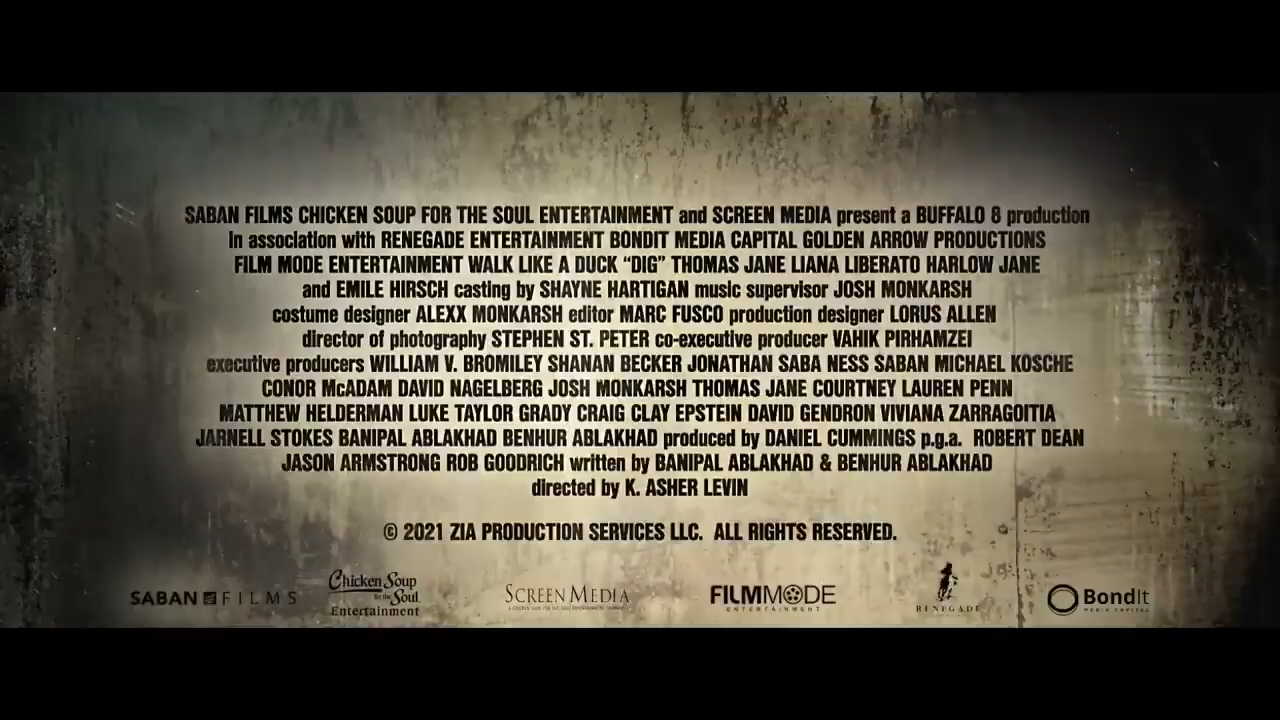 SABAN FILMS CHICKEN SOUP FOR THE SOUL ENTERTAINMENT and SCREEN MEDIA present a BUFFALO 8 production
in association with RENEGADE ENTERTAINMENT BONDIT MEDIA CAPITAL GOLDEN ARROW PRODUCTIONS
FILM MODE ENTERTAINMENT WALK LIKE A DUCK “DIG” THOMAS JANE LIANA LIBERATO HARLOW JANE
and EMILE HIRSCH casting by SHAYNE HARTIGAN music supervisor JOSH MONKARSH
costume designer ALEXX MONKARSH editor MARC FUSCO production designer LORUS ALLEN
director of photography STEPHEN ST. PETER co-executive producer VAHIK PIRHAMZEI
executive producers WILLIAM V. BROMILEY SHANAN BECKER JONATHAN SABA NESS SABAN MICHAEL KOSCHE
CONOR McADAM DAVID NAGELBERG JOSH MONKARSH THOMAS JANE COURTNEY LAUREN PENN
MATTHEW HELDERMAN LUKE TAYLOR GRADY CRAIG CLAY EPSTEIN DAVID GENDRON VIVIANA ZARRAGOITIA
JARNELL STOKES BANIPAL ABLAKHAD BENHUR ABLAKHAD produced by DANIEL CUMMINGS p.g.a. ROBERT DEAN
JASON ARMSTRONG ROB GOODRICH written by BANIPAL ABLAKHAD & BENHUR ABLAKHAD
directed by K. ASHER LEVIN
© 2021 ZIA PRODUCTION SERVICES LLC. ALL RIGHTS RESERVED.
SABAN FILMS
Chicken Soup
for the Soul
Entertainment
SCREEN MEDIA
FILMMODE
ENTERTAINMENT
RENEGADE
BondIt
MEDIA CAPITAL